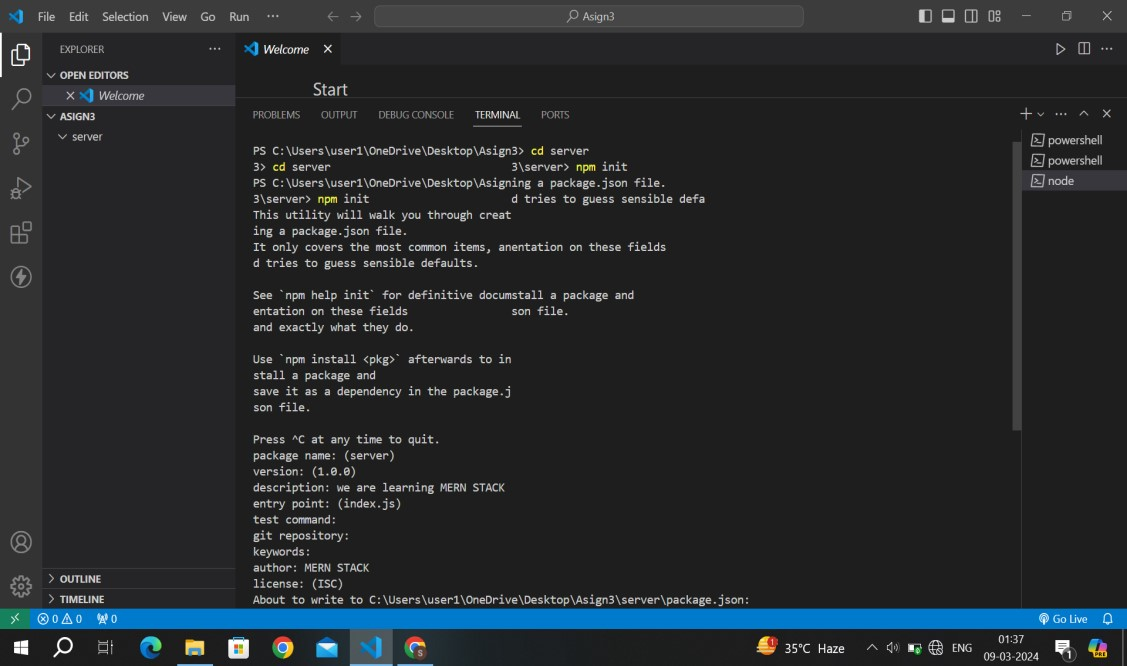 File Edit Selection View Go Run ··· Asign3
EXPLORER ···
OPEN EDITORS
Welcome
ASIGN3
server
OUTLINE
TIMELINE
Welcome
Start
PROBLEMS OUTPUT DEBUG CONSOLE TERMINAL PORTS
PS C:\Users\user1\OneDrive\Desktop\Asign3> cd server
3> cd server 3\server> npm init
PS C:\Users\user1\OneDrive\Desktop\Asigning a package.json file.
3\server> npm init d tries to guess sensible defa
This utility will walk you through creat
ing a package.json file.
It only covers the most common items, anentation on these fields
d tries to guess sensible defaults.
See `npm help init` for definitive documstall a package and
entation on these fields son file.
and exactly what they do.
Use `npm install <pkg>` afterwards to in
stall a package and
save it as a dependency in the package.j
son file.
Press ^C at any time to quit.
package name: (server)
version: (1.0.0)
description: we are learning MERN STACK
entry point: (index.js)
test command:
git repository:
keywords:
author: MERN STACK
license: (ISC)
About to write to C:\Users\user1\OneDrive\Desktop\Asign3\server\package.json:
powershell
powershell
node
0 0 0 Go Live
1 35°C Haze ENG 01:37
09-03-2024
1
PRE